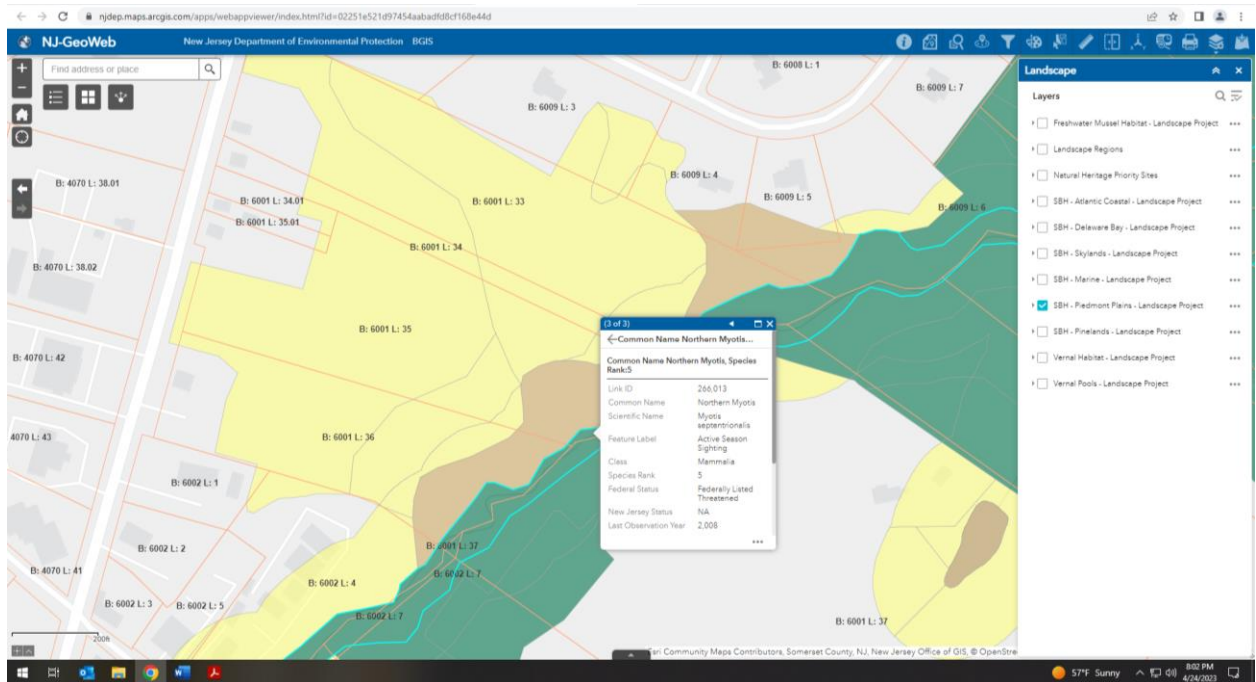 njdep.maps.arcgis.com/apps/webappviewer/index.html?id=02251e521d97454aabadfd8cf168e44d
NJ-GeoWeb
New Jersey Department of Environmental Protection BGIS
Find address or place
B: 6008 L: 1
B: 6009 L: 7
B: 6009 L: 3
B: 6009 L: 4
B: 6009 L: 5
B: 6009 L: 6
B: 4070 L: 38.01
B: 6001 L: 34.01
B: 6001 L: 33
B: 6001 L: 35.01
B: 6001 L: 34
B: 4070 L: 38.02
B: 6001 L: 35
B: 4070 L: 42
4070 L: 43
B: 6001 L: 36
B: 6002 L: 1
B: 6002 L: 2
B: 6001 L: 37
B: 4070 L: 41
B: 6002 L: 4
B: 6002 L: 7
B: 6002 L: 3
B: 6002 L: 5
B: 6002 L: 7
B: 6001 L: 37
200ft
(3 of 3)
Common Name Northern Myotis...
Common Name Northern Myotis, Species
Rank:5
Link ID 266,013
Common Name Northern Myotis
Scientific Name Myotis
septentrionalis
Feature Label Active Season
Sighting
Class Mammalia
Species Rank 5
Federal Status Federally Listed
Threatened
New Jersey Status NA
Last Observation Year 2,008
Landscape
Layers
Freshwater Mussel Habitat - Landscape Project
Landscape Regions
Natural Heritage Priority Sites
SBH - Atlantic Coastal - Landscape Project
SBH - Delaware Bay - Landscape Project
SBH - Skylands - Landscape Project
SBH - Marine - Landscape Project
SBH - Piedmont Plains - Landscape Project
SBH - Pinelands - Landscape Project
Vernal Habitat - Landscape Project
Vernal Pools - Landscape Project
Esri Community Maps Contributors, Somerset County, NJ, New Jersey Office of GIS, © OpenStre
57°F Sunny
8:02 PM
4/24/2023